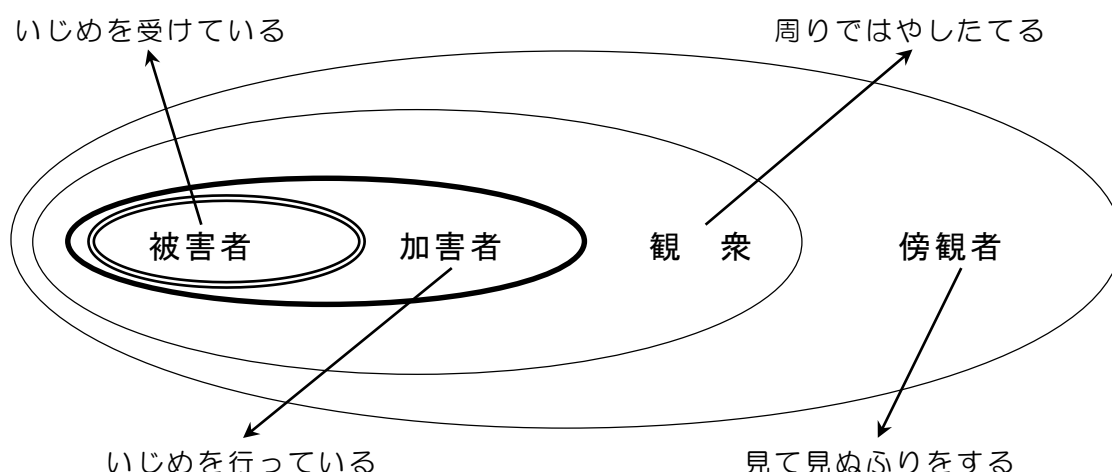 いじめを受けている
周りではやしたてる
被害者
加害者
観 衆
傍観者
いじめを行っている
見て見ぬふりをする